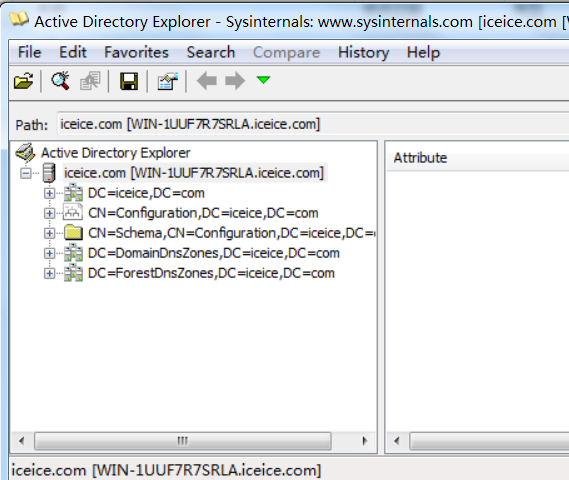 Active Directory Explorer - Sysinternals: www.sysinternals.com [iceice.com [
File Edit Favorites Search Compare History Help
Path: iceice.com [WIN-1UUF7R7SRLA.iceice.com]
Active Directory Explorer
iceice.com [WIN-1UUF7R7SRLA.iceice.com]
DC=iceice,DC=com
CN=Configuration,DC=iceice,DC=com
CN=Schema,CN=Configuration,DC=iceice,DC=
DC=DomainDnsZones,DC=iceice,DC=com
DC=ForestDnsZones,DC=iceice,DC=com
Attribute
iceice.com [WIN-1UUF7R7SRLA.iceice.com]